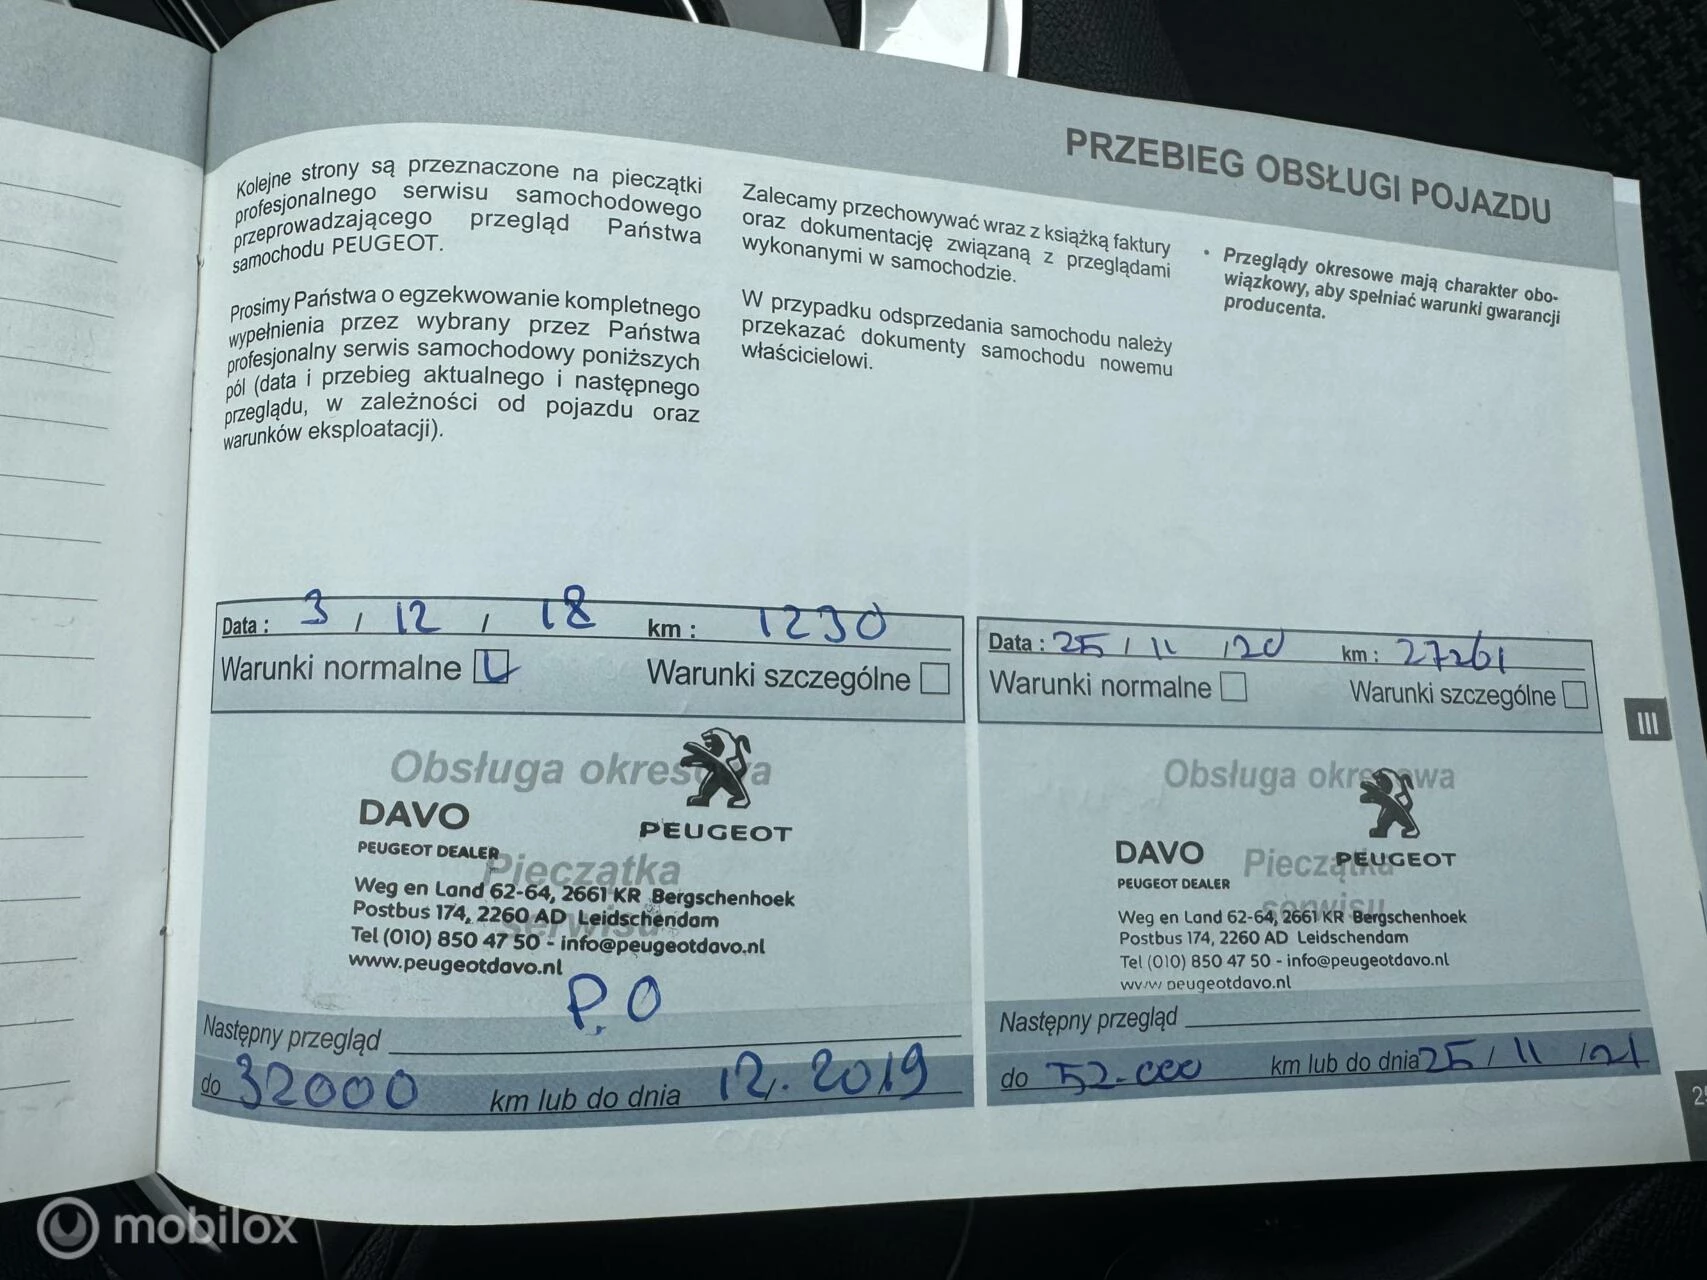 PRZEBIEG OBSŁUGI POJAZDU
Kolejne strony są przeznaczone na pieczątki
profesjonalnego serwisu samochodowego
przeprowadzającego przegląd Państwa
samochodu PEUGEOT.
Prosimy Państwa o egzekwowanie kompletnego
wypełnienia przez wybrany przez Państwa
profesjonalny serwis samochodowy poniższych
pól (data i przebieg aktualnego i następnego
przeglądu, w zależności od pojazdu oraz
warunków eksploatacji).
Zalecamy przechowywać wraz z książką faktury
oraz dokumentację związaną z przeglądami
wykonanymi w samochodzie.
W przypadku odsprzedania samochodu należy
przekazać dokumenty samochodu nowemu
właścicielowi.
• Przeglądy okresowe mają charakter obo-
wiązkowy, aby spełniać warunki gwarancji
producenta.
Data : 3 / 12 / 18 km : 1230
Warunki normalne Warunki szczególne
Obsługa okresowa
DAVO
PEUGEOT
PEUGEOT DEALER
Pieczątka
serwisu
Weg en Land 62-64, 2661 KR Bergschenhoek
Postbus 174, 2260 AD Leidschendam
Tel (010) 850 47 50 - info@peugeotdavo.nl
www.peugeotdavo.nl
P.O
Następny przegląd
do 32000 km lub do dnia 12. 2019
Data : 25 / 11 / 20 km : 27261
Warunki normalne Warunki szczególne
Obsługa okresowa
DAVO
PEUGEOT
PEUGEOT DEALER
Pieczątka
serwisu
Weg en Land 62-64, 2661 KR Bergschenhoek
Postbus 174, 2260 AD Leidschendam
Tel (010) 850 47 50 - info@peugeotdavo.nl
www.peugeotdavo.nl
Następny przegląd
do 52.000 km lub do dnia 25 / 11 / 21
III
mobilox